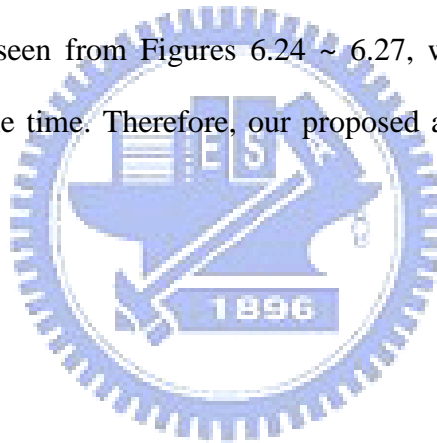 seen from Figures 6.24 ~ 6.27, w
e time. Therefore, our proposed a
E S A
1896